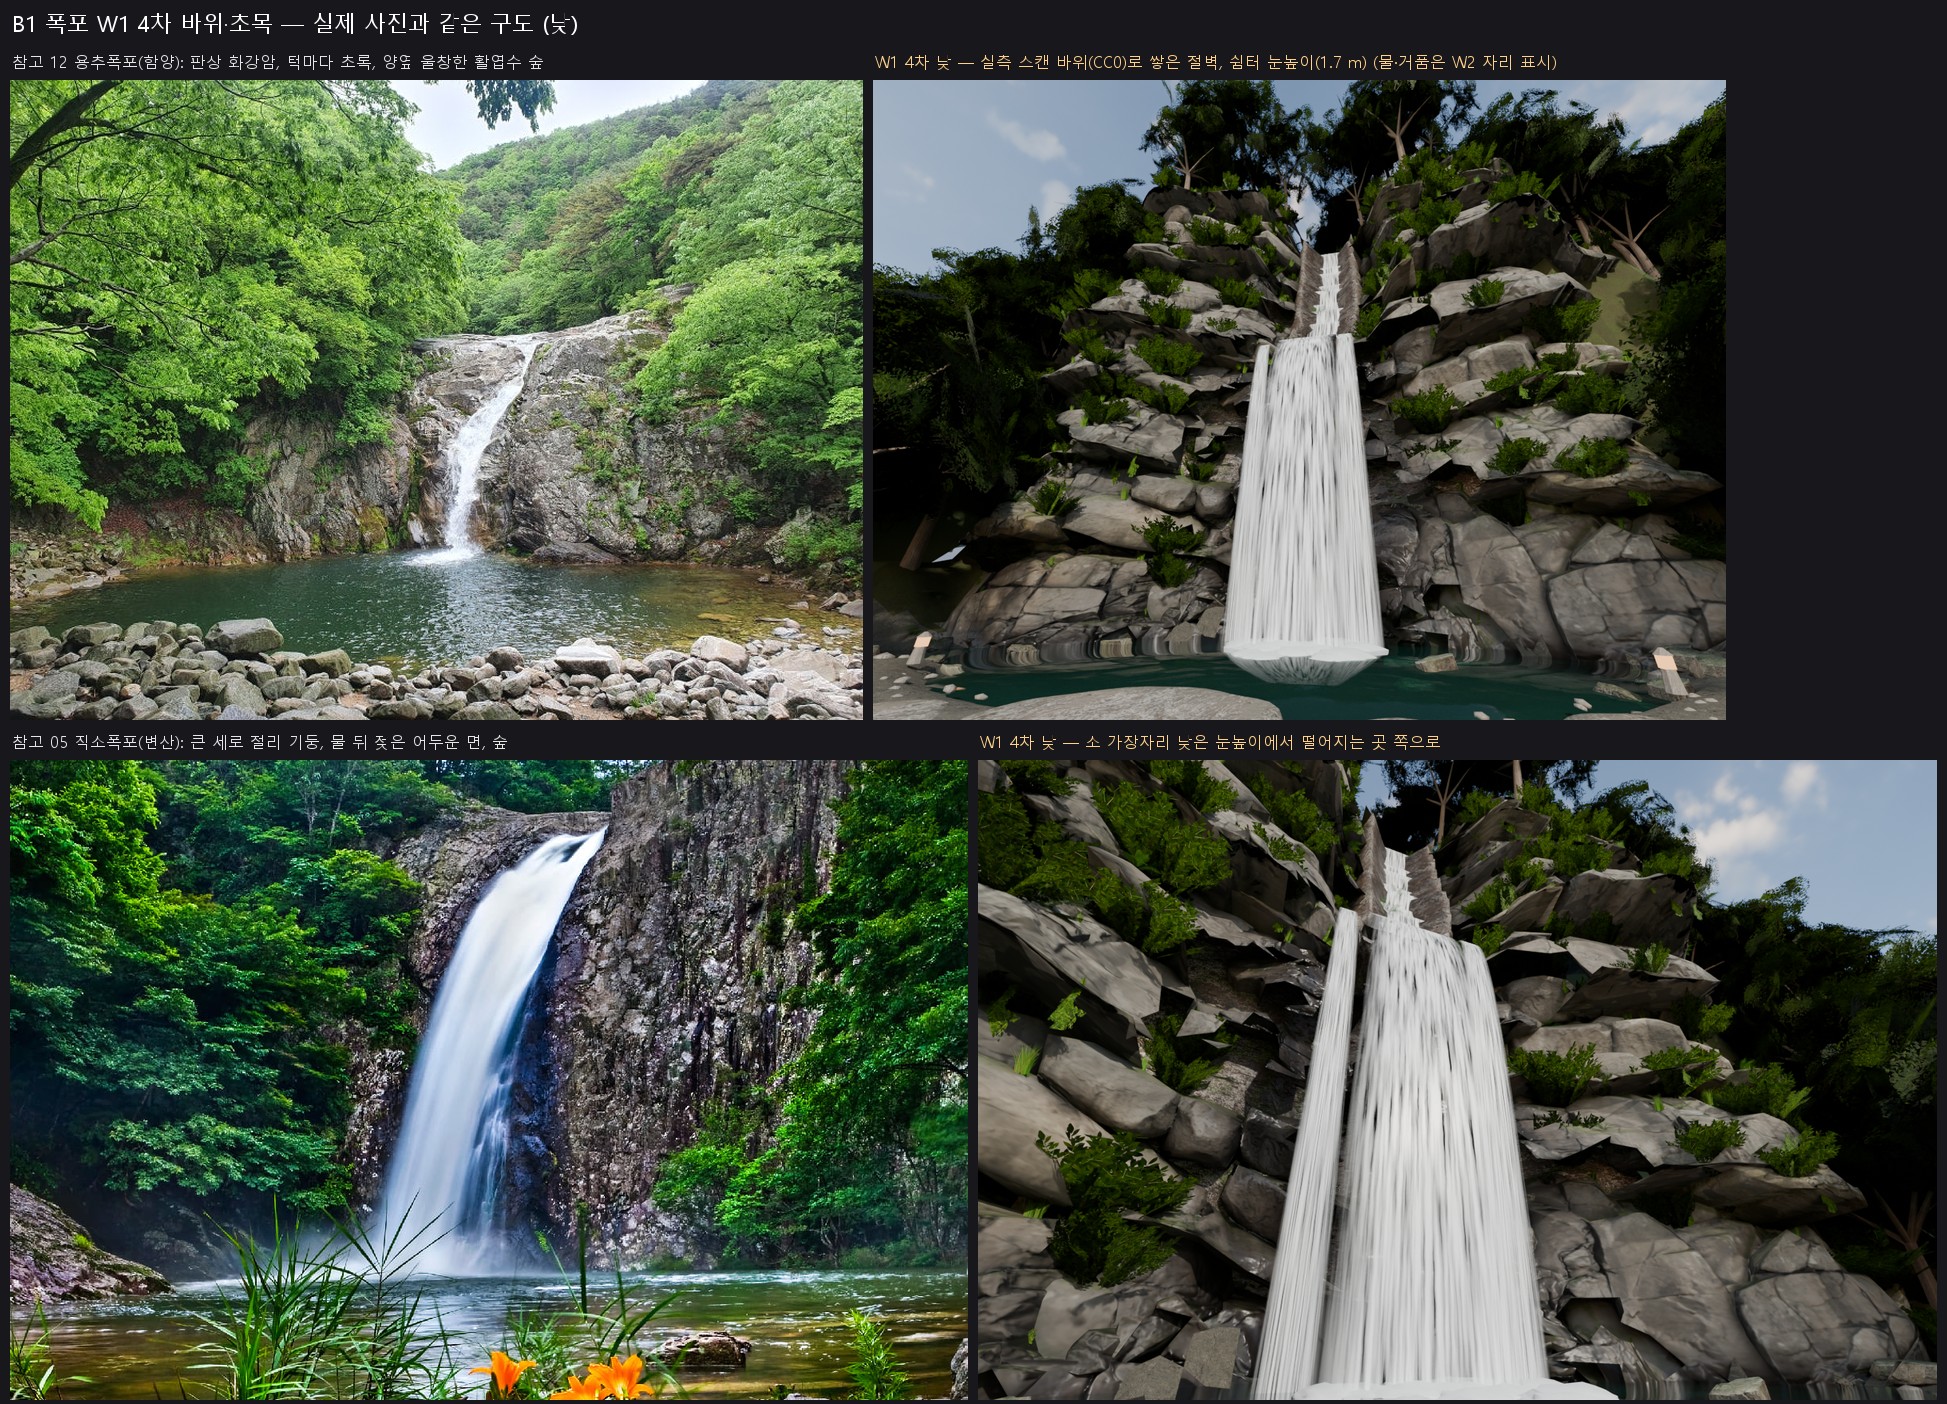 B1 폭포 W1 4차 바위·초목 — 실제 사진과 같은 구도 (낮)
참고 12 용추폭포(함양): 판상 화강암, 턱마다 초록, 양옆 울창한 활엽수 숲
W1 4차 낮 — 실측 스캔 바위(CC0)로 쌓은 절벽, 쉼터 눈높이(1.7 m) (물·거품은 W2 자리 표시)
참고 05 직소폭포(변산): 큰 세로 절리 기둥, 물 뒤 젖은 어두운 면, 숲
W1 4차 낮 — 소 가장자리 낮은 눈높이에서 떨어지는 곳 쪽으로